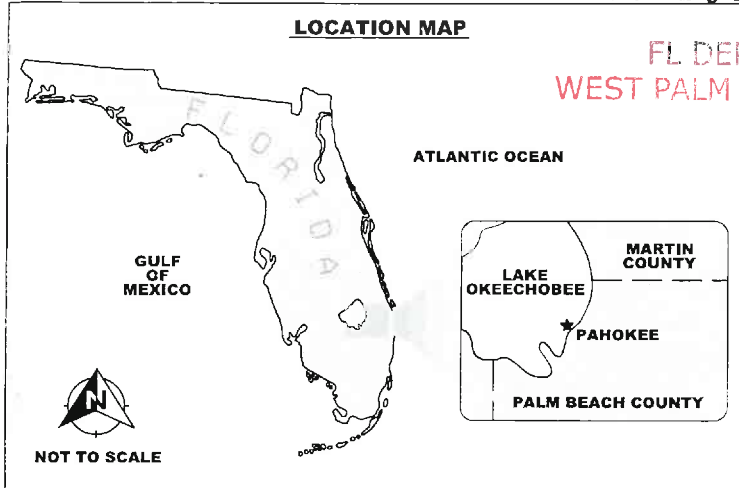 LOCATION MAP
FL
WEST PALM
FLORIDA
ATLANTIC OCEAN
GULF
OF
MEXICO
MARTIN
COUNTY
LAKE
OKEECHOBEE
PAHOKEE
PALM BEACH COUNTY
N
NOT TO SCALE